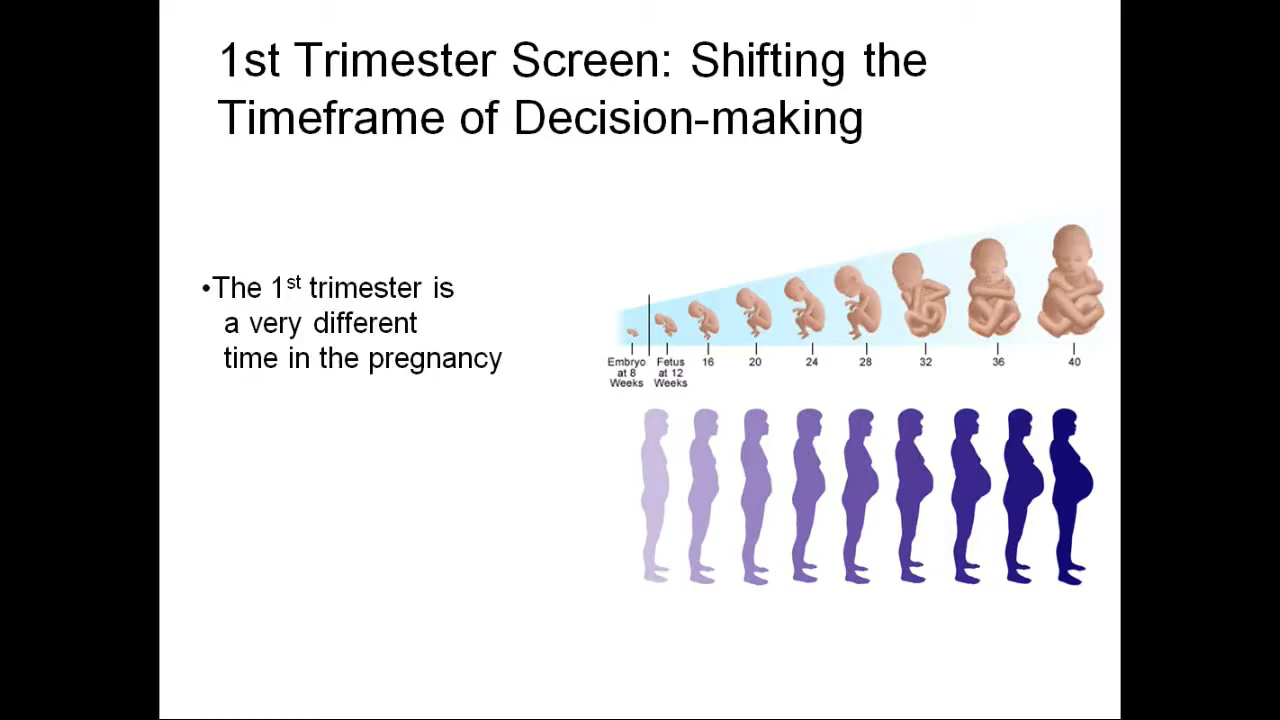 1st Trimester Screen: Shifting the
Timeframe of Decision-making
•The 1st trimester is
a very different
time in the pregnancy
Embryo at 8 Weeks
Fetus at 12 Weeks
16 20 24 28 32 36 40